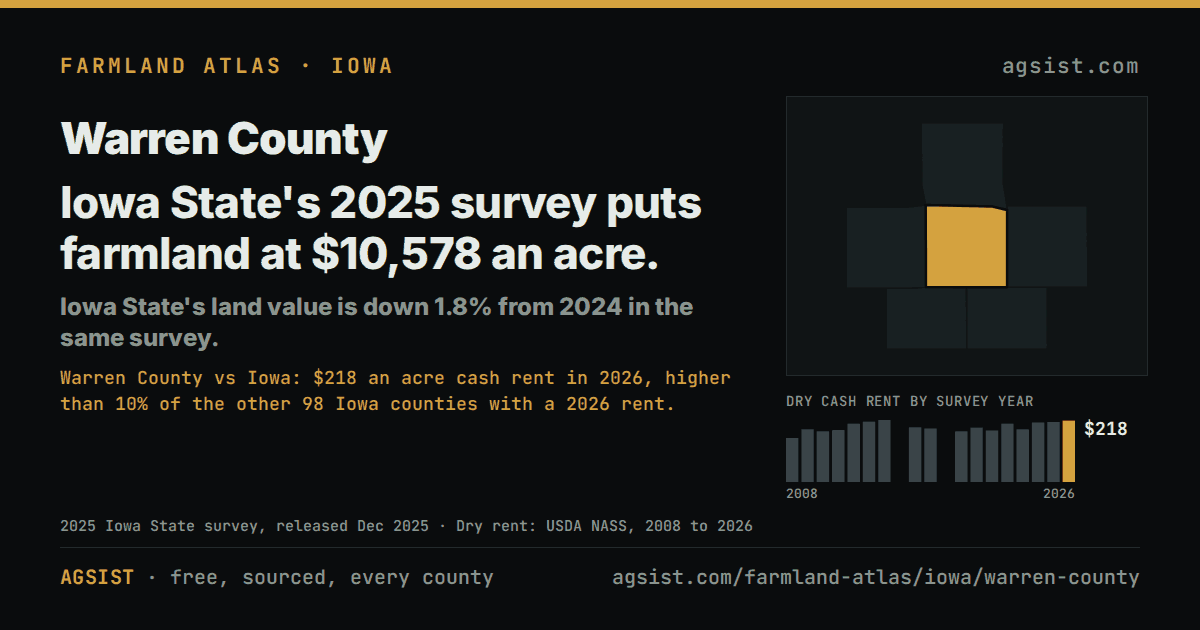 FARMLAND ATLAS · IOWA
agsist.com
Warren County
Iowa State's 2025 survey puts
farmland at $10,578 an acre.
Iowa State's land value is down 1.8% from 2024 in the
same survey.
Warren County vs Iowa: $218 an acre cash rent in 2026, higher
than 10% of the other 98 Iowa counties with a 2026 rent.
DRY CASH RENT BY SURVEY YEAR
$218
2008
2026
2025 Iowa State survey, released Dec 2025 · Dry rent: USDA NASS, 2008 to 2026
AGSIST · free, sourced, every county
agsist.com/farmland-atlas/iowa/warren-county